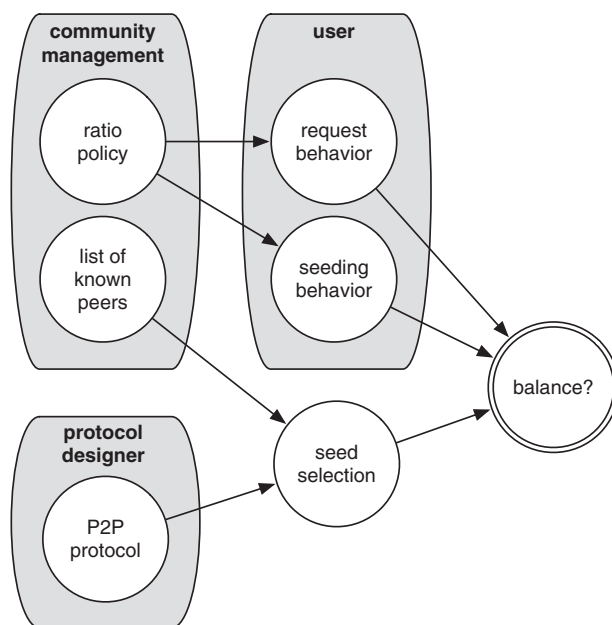 community
management
ratio
policy
list of
known
peers
user
request
behavior
seeding
behavior
balance?
protocol
designer
P2P
protocol
seed
selection